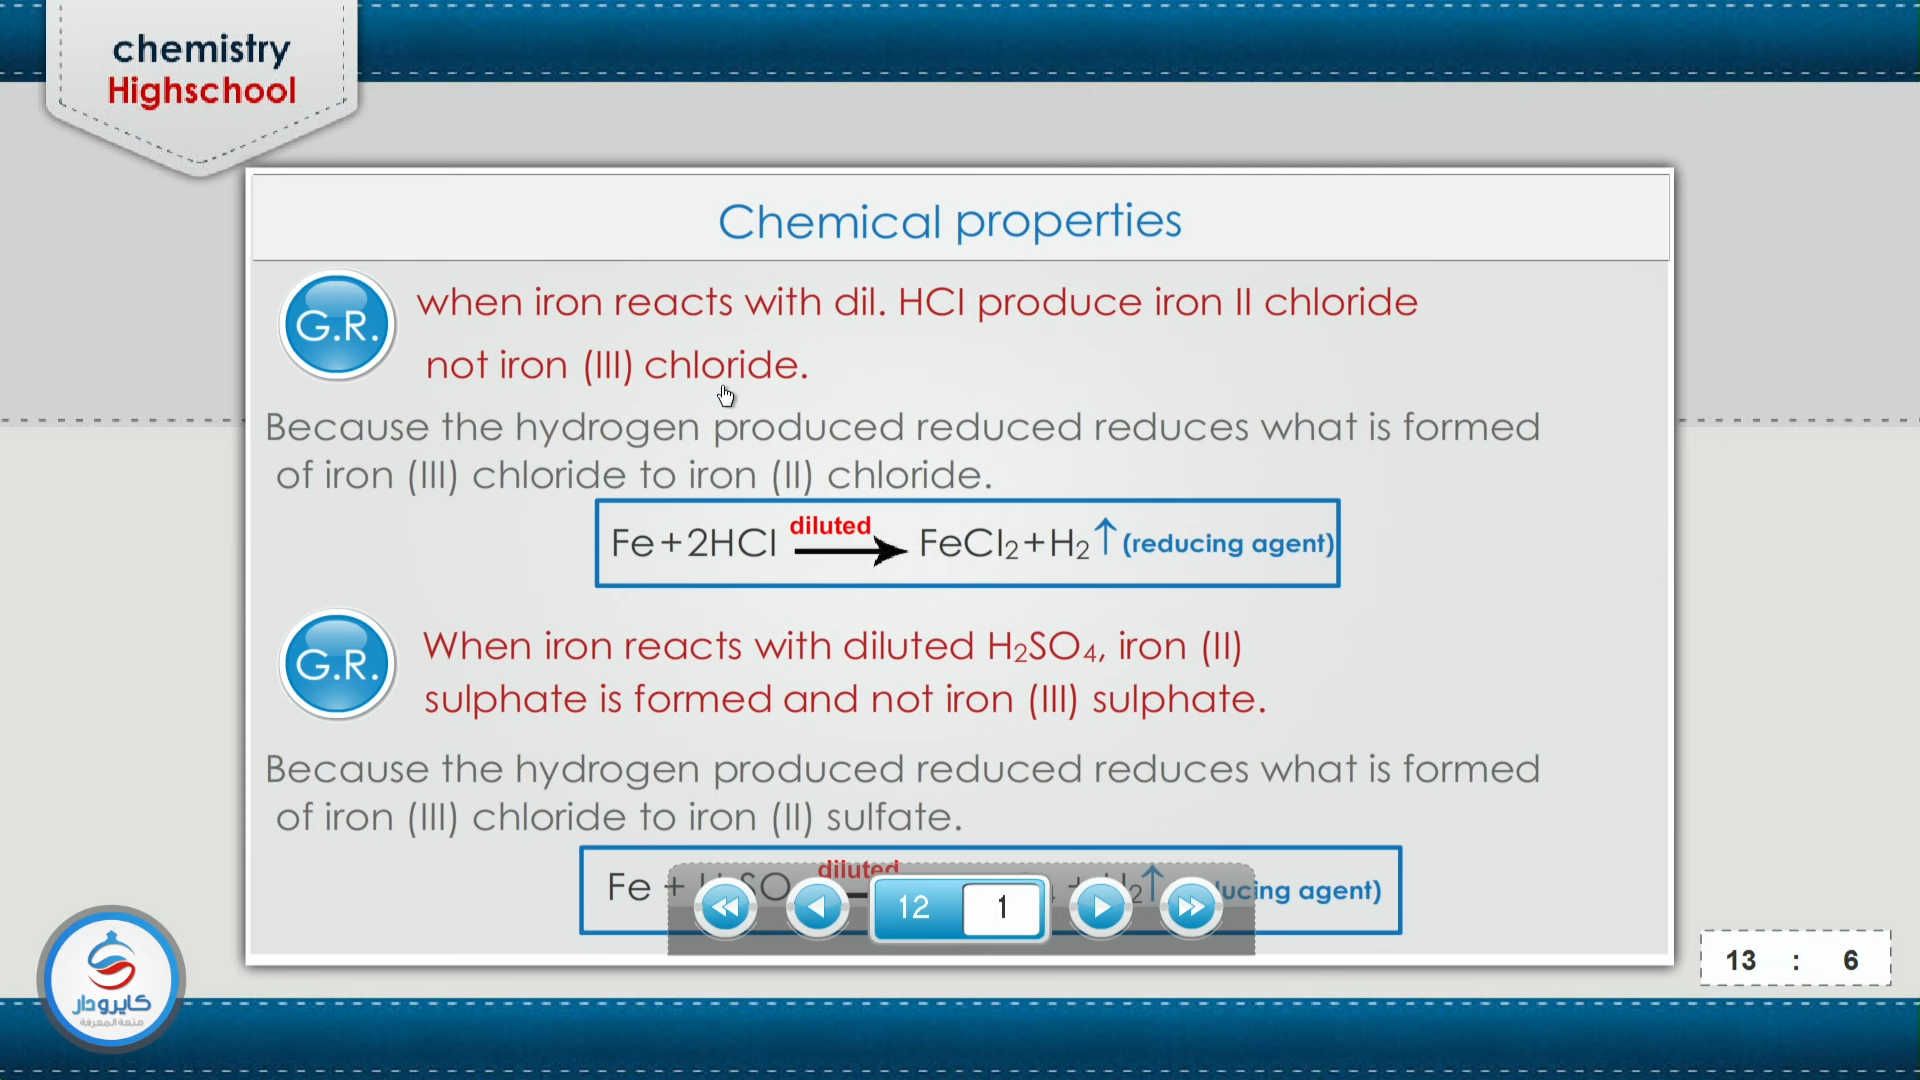 chemistry
Highschool
Chemical properties
G.R.
when iron reacts with dil. HCl produce iron II chloride
not iron (III) chloride.
Because the hydrogen produced reduced reduces what is formed
of iron (III) chloride to iron (II) chloride.
Fe+2HCl diluted FeCl₂+H₂↑ (reducing agent)
G.R.
When iron reacts with diluted H₂SO₄, iron (II)
sulphate is formed and not iron (III) sulphate.
Because the hydrogen produced reduced reduces what is formed
of iron (III) chloride to iron (II) sulfate.
Fe + SO diluted + 2↑ agent)
12 1
13 : 6
كايرودار
متعة المعرفة